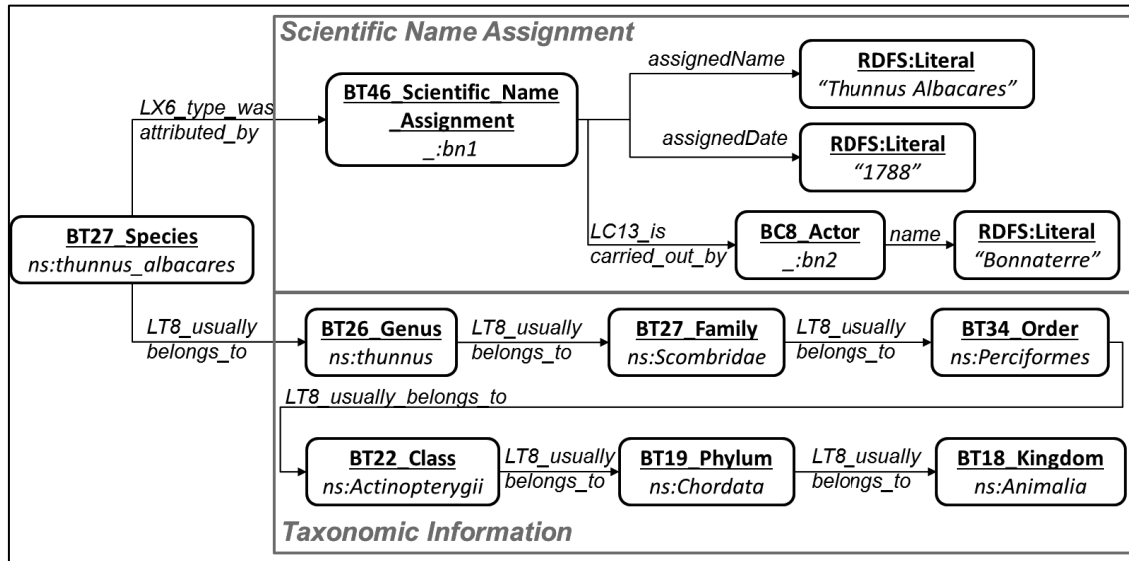 Scientific Name Assignment
assignedName
RDFS:Literal
“Thunnus Albacares”
LX6_type_was
attributed_by
BT46_Scientific_Name
_Assignment
_:bn1
assignedDate
RDFS:Literal
“1788”
BT27_Species
ns:thunnus_albacares
LC13_is
carried_out_by
BC8_Actor
_:bn2
name
RDFS:Literal
“Bonnaterre”
LT8_usually
belongs_to
BT26_Genus
ns:thunnus
LT8_usually
belongs_to
BT27_Family
ns:Scombridae
LT8_usually
belongs_to
BT34_Order
ns:Perciformes
LT8_usually_belongs_to
BT22_Class
ns:Actinopterygii
LT8_usually
belongs_to
BT19_Phylum
ns:Chordata
LT8_usually
belongs_to
BT18_Kingdom
ns:Animalia
Taxonomic Information